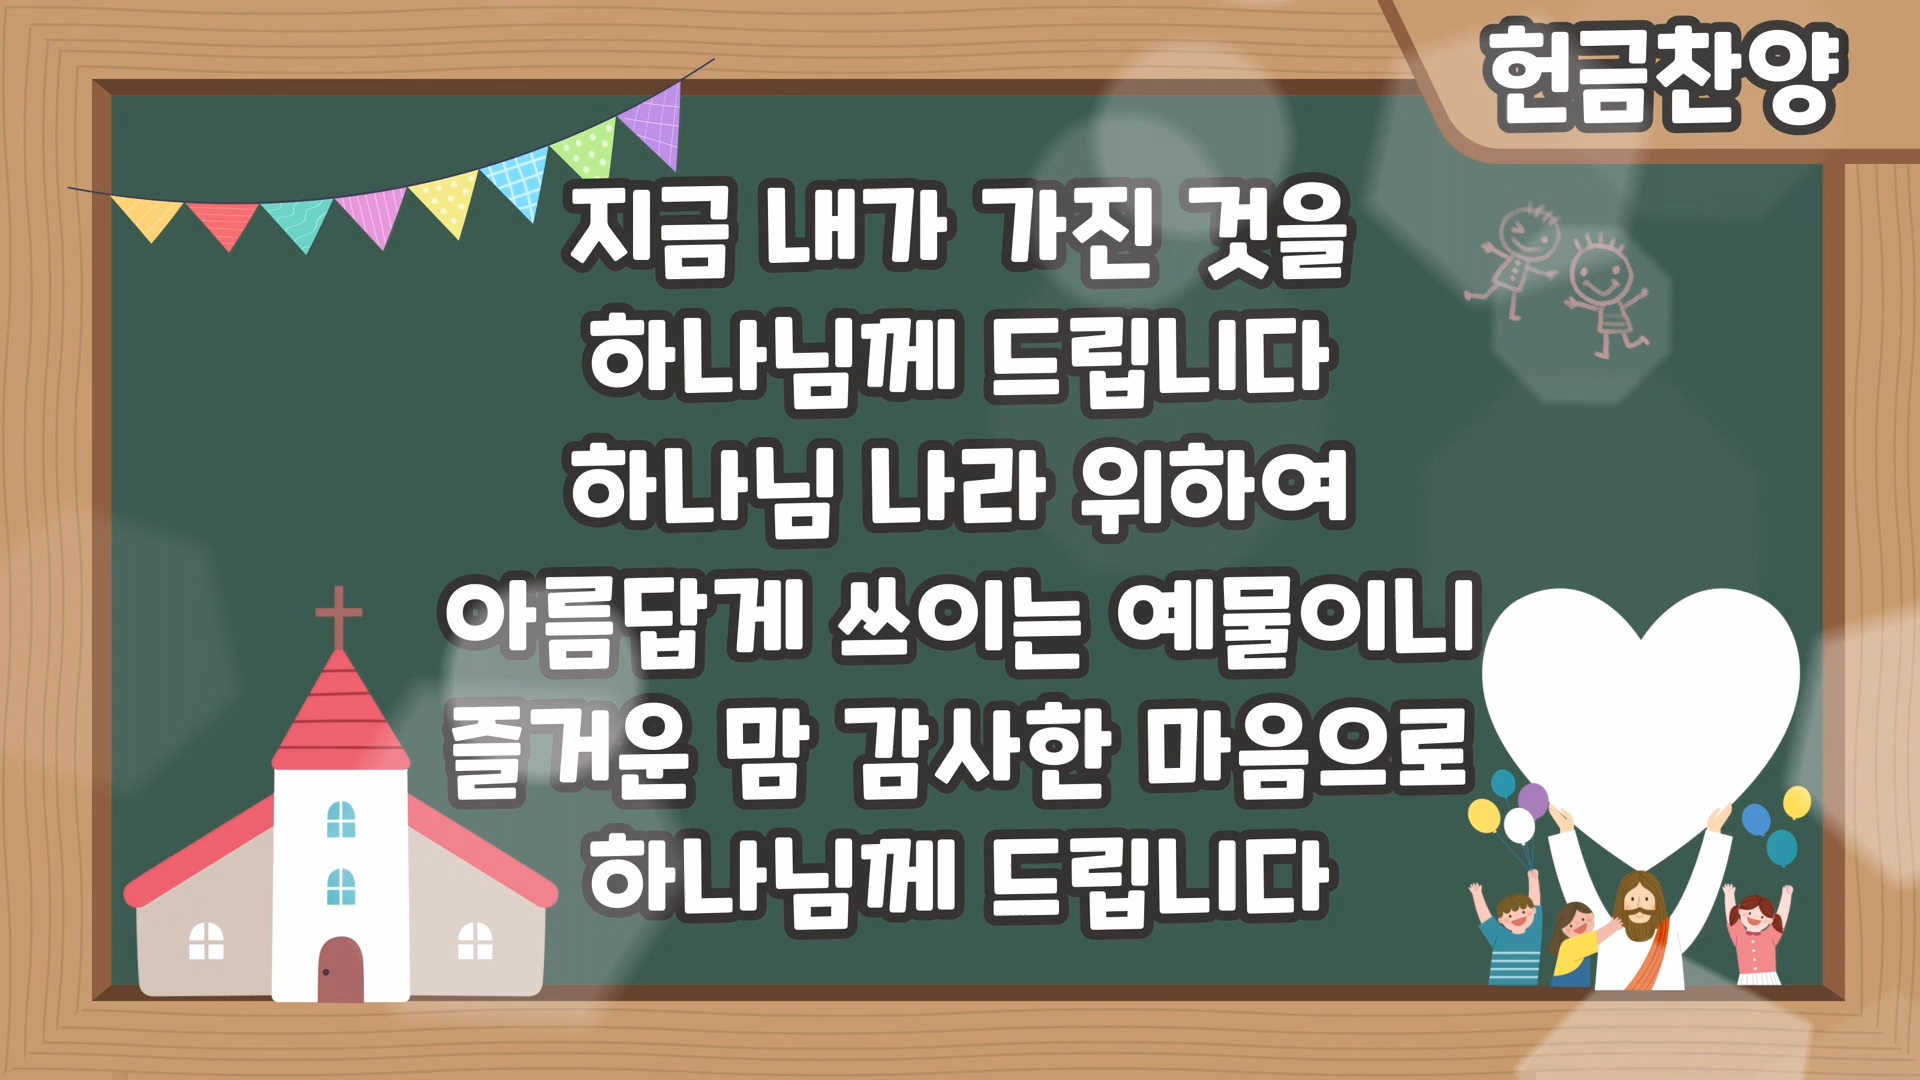 헌금찬양
지금 내가 가진 것을
하나님께 드립니다
하나님 나라 위하여
아름답게 쓰이는 예물이니
즐거운 맘 감사한 마음으로
하나님께 드립니다